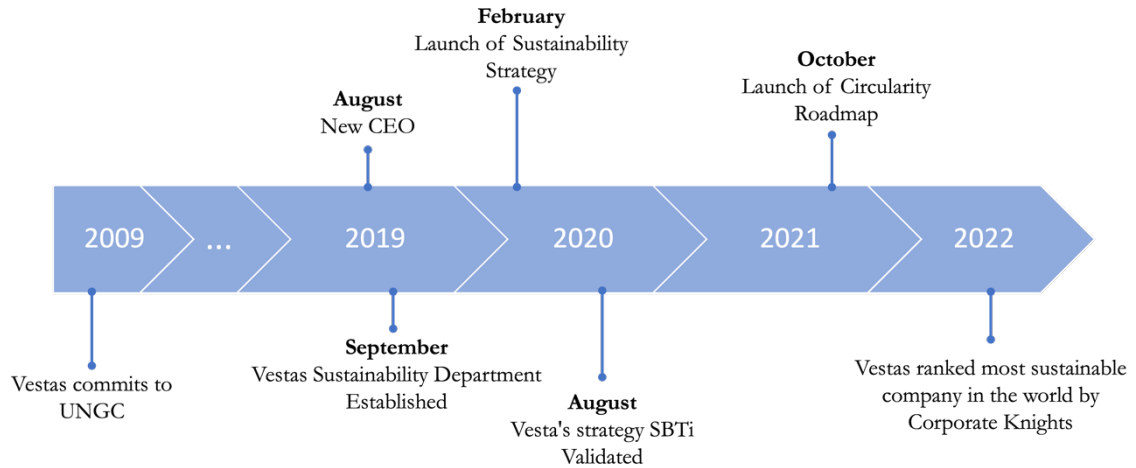 February
Launch of Sustainability
Strategy
October
Launch of Circularity
Roadmap
August
New CEO
2009
...
2019
2020
2021
2022
Vestas commits to
UNGC
September
Vestas Sustainability Department
Established
August
Vesta's strategy SBTi
Validated
Vestas ranked most sustainable
company in the world by
Corporate Knights